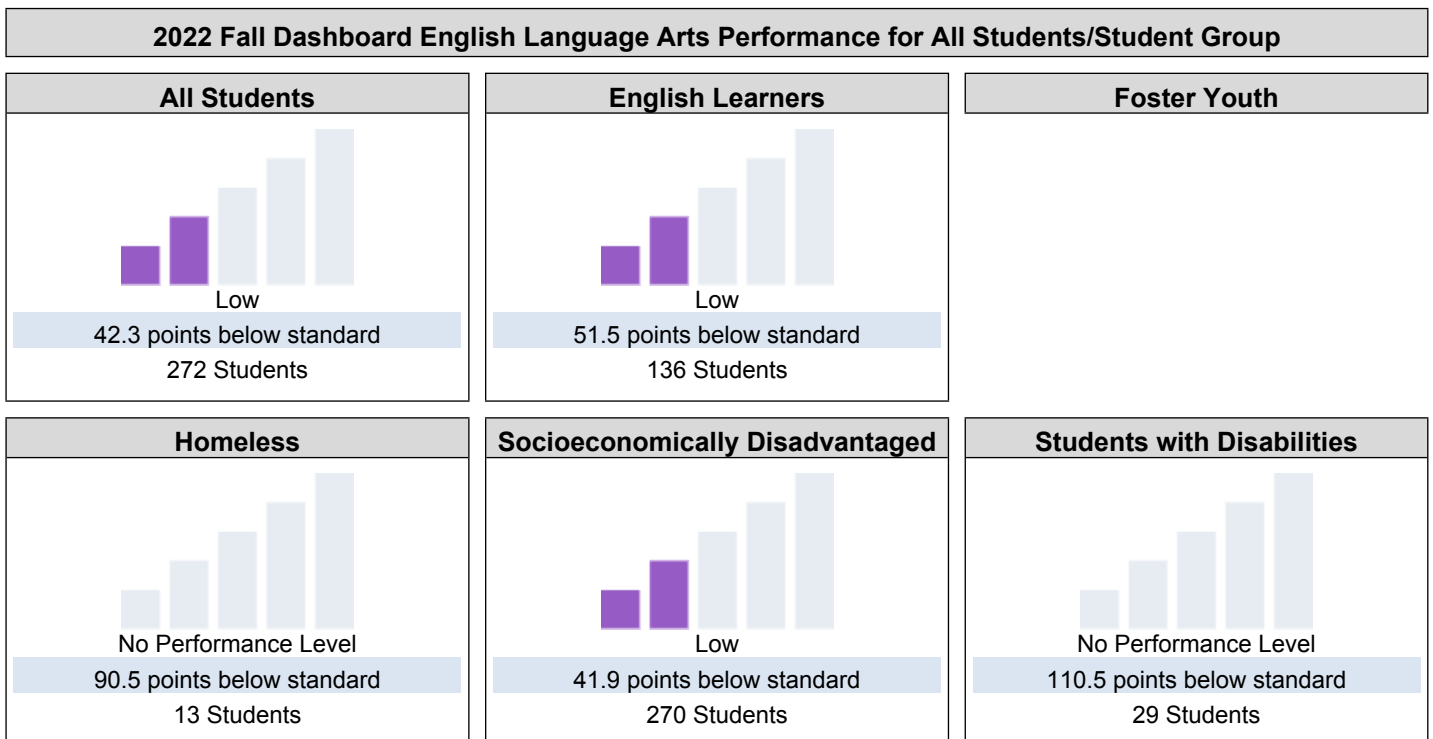 2022 Fall Dashboard English Language Arts Performance for All Students/Student Group
All Students
Low
42.3 points below standard
272 Students
English Learners
Low
51.5 points below standard
136 Students
Foster Youth
Homeless
No Performance Level
90.5 points below standard
13 Students
Socioeconomically Disadvantaged
Low
41.9 points below standard
270 Students
Students with Disabilities
No Performance Level
110.5 points below standard
29 Students